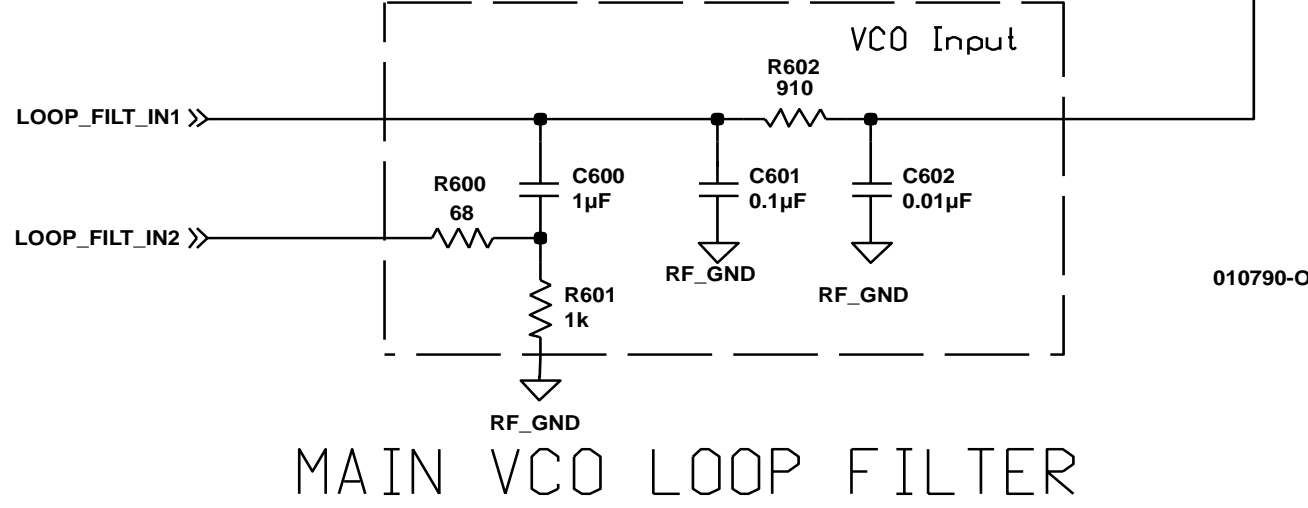 VCO Input
R602
910
LOOP_FILT_IN1
C600
1µF
C601
0.1µF
C602
0.01µF
R600
68
LOOP_FILT_IN2
RF_GND
RF_GND
R601
1k
RF_GND
010790-O
MAIN VCO LOOP FILTER